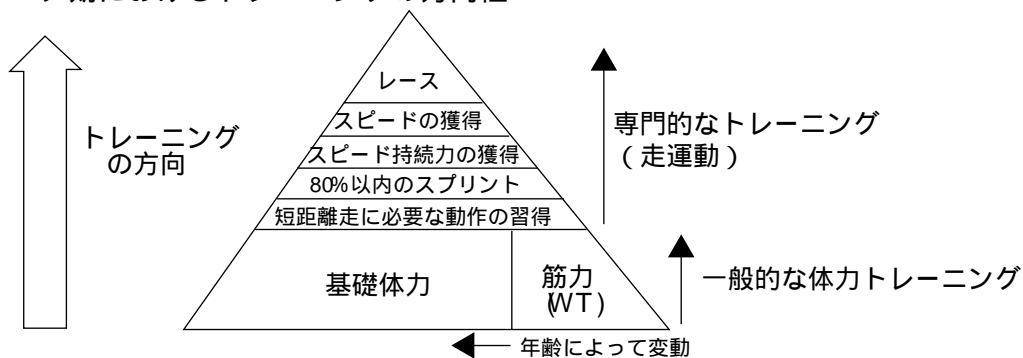 レース
スピードの獲得
スピード持続力の獲得
80%以内のスプリント
短距離走に必要な動作の習得
基礎体力
筋力
(WT)
トレーニング
の方向
専門的なトレーニング
(走運動)
一般的な体力トレーニング
年齢によって変動